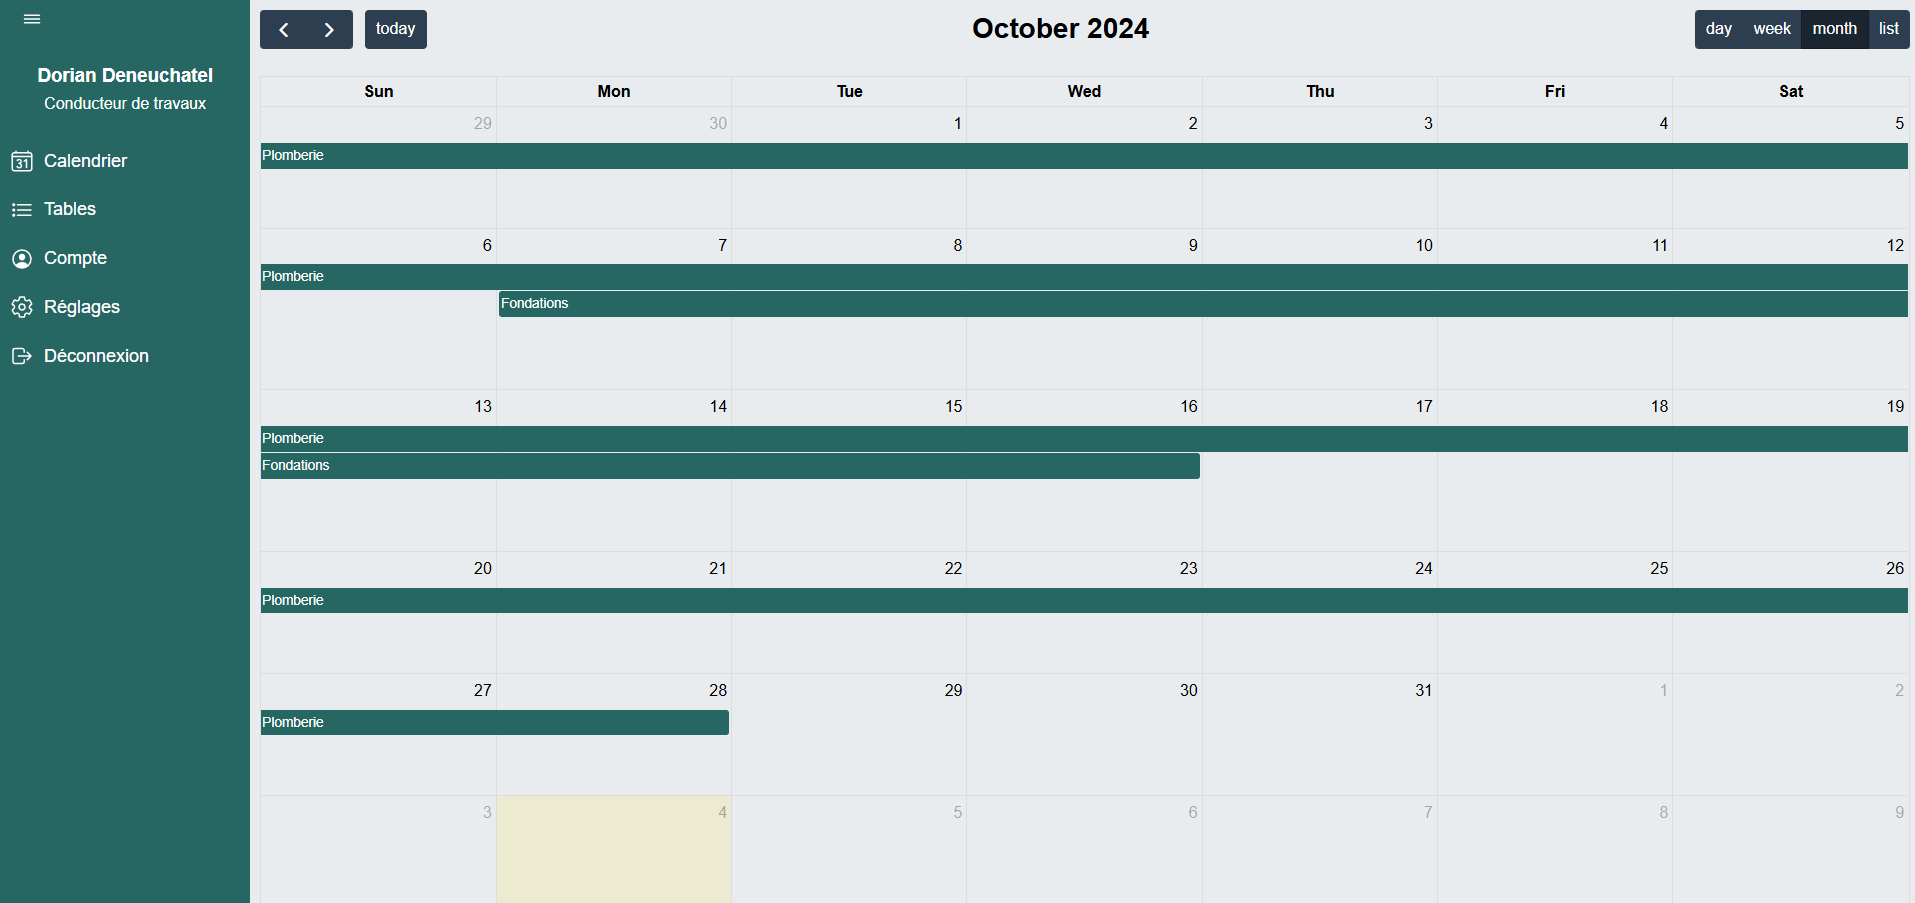 Dorian Deneuchatel
Conducteur de travaux
31 Calendrier
Tables
Compte
Réglages
Déconnexion
today
October 2024
day week month list
Sun Mon Tue Wed Thu Fri Sat
29 30 1 2 3 4 5
Plomberie
6 7 8 9 10 11 12
Plomberie
Fondations
13 14 15 16 17 18 19
Plomberie
Fondations
20 21 22 23 24 25 26
Plomberie
27 28 29 30 31 1 2
Plomberie
3 4 5 6 7 8 9